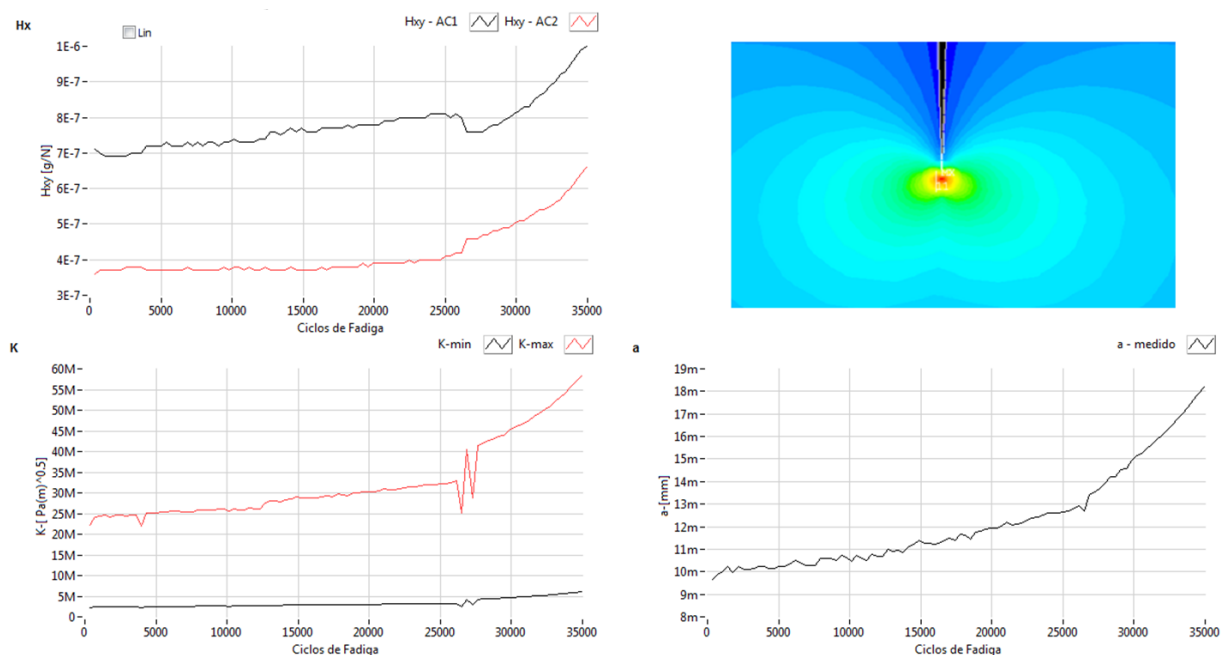 Hx
Lin
Hxy - AC1
Hxy - AC2
1E-6
9E-7
8E-7
7E-7
6E-7
5E-7
4E-7
3E-7
Hxy [g/N]
0 5000 10000 15000 20000 25000 30000 35000
Ciclos de Fadiga
K
K-min
K-max
60M
55M
50M
45M
40M
35M
30M
25M
20M
15M
10M
5M
0
K-[ Pa(m)^0,5]
0 5000 10000 15000 20000 25000 30000 35000
Ciclos de Fadiga
a
a - medido
19m
18m
17m
16m
15m
14m
13m
12m
11m
10m
9m
8m
a-[mm]
0 5000 10000 15000 20000 25000 30000 35000
Ciclos de Fadiga